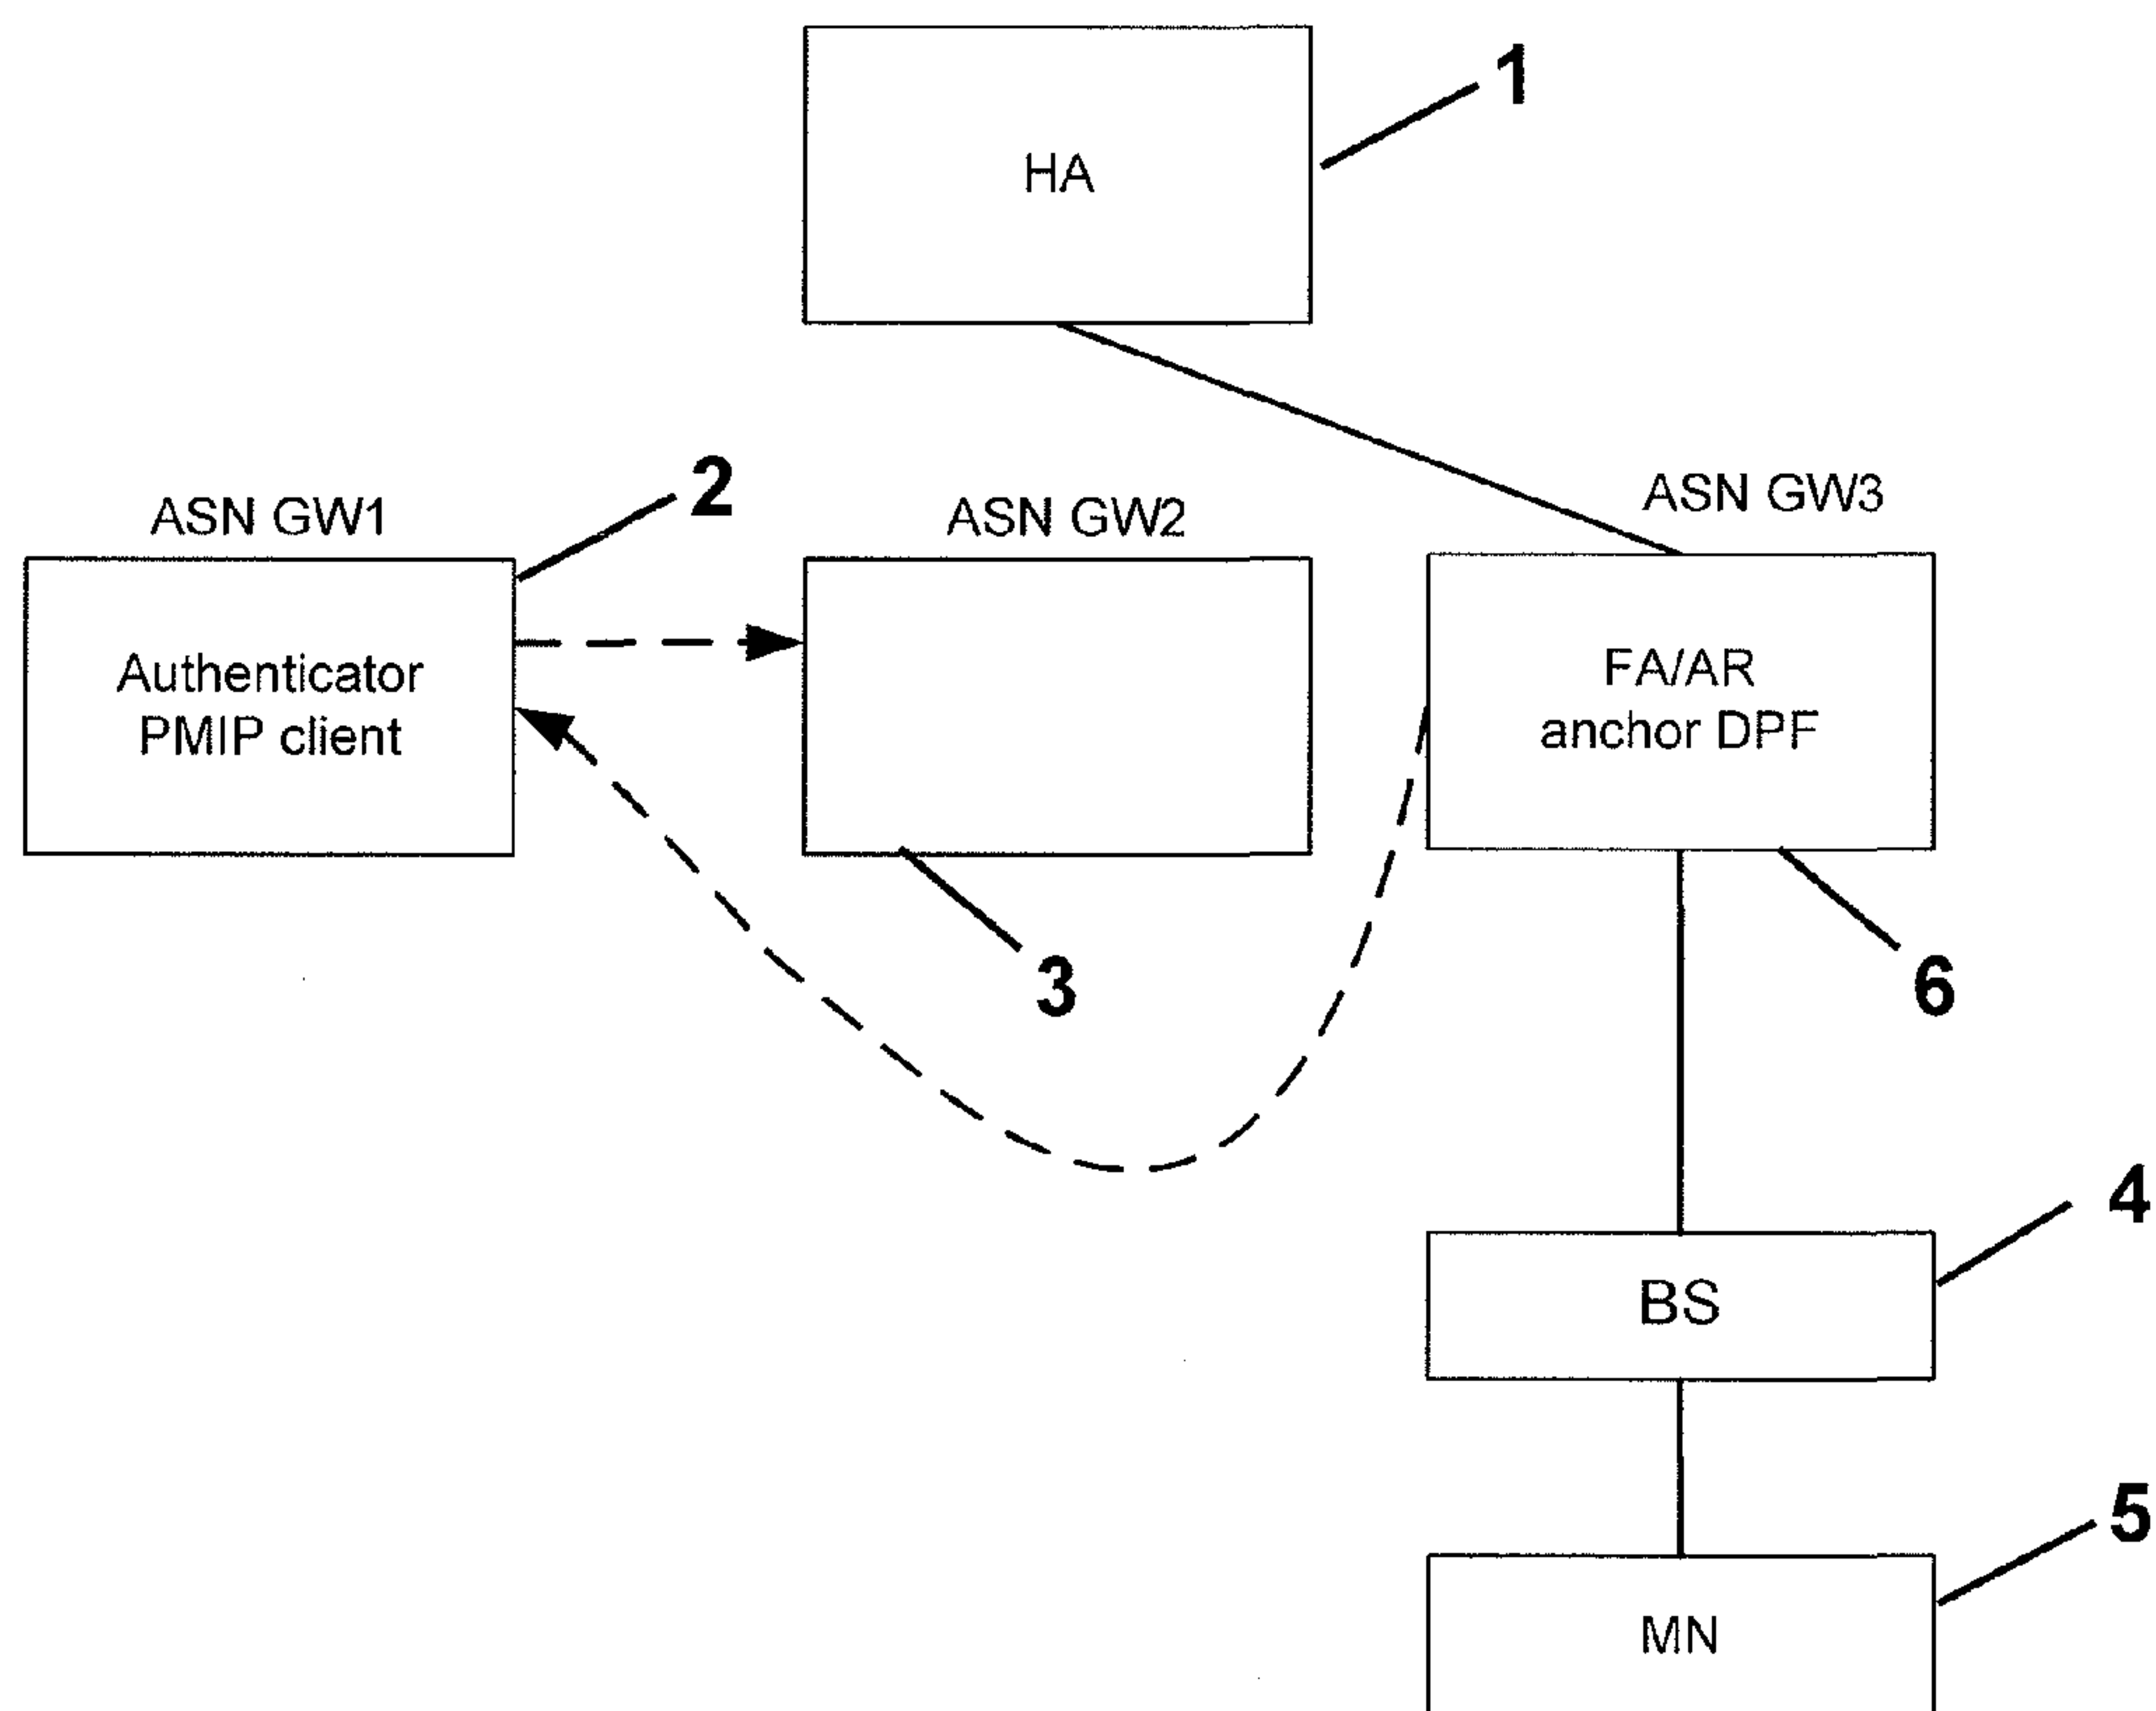 1
HA
2
ASN GW1
ASN GW2
ASN GW3
Authenticator
PMIP client
FA/AR
anchor DPF
3
6
4
BS
5
MN